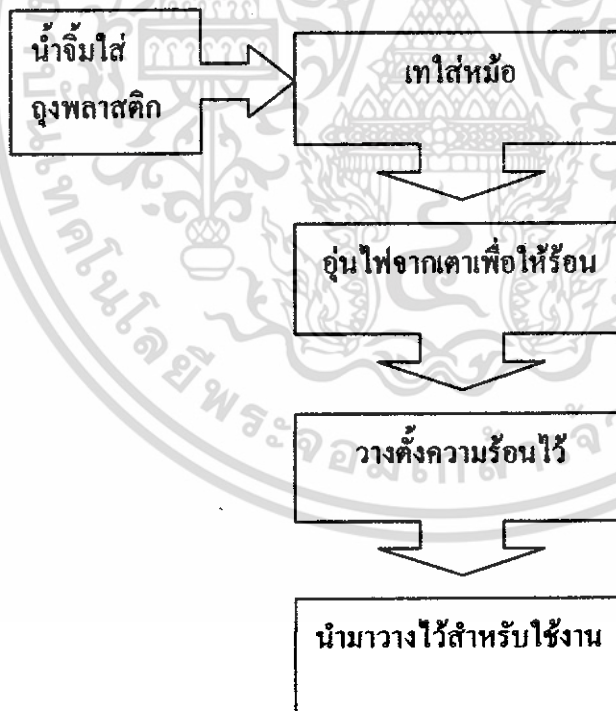 น้ำจิ้มใส่
ถุงพลาสติก
เทใส่หม้อ
อุ่นไฟจากเตาเพื่อให้ร้อน
วางตั้งความร้อนไว้
นำมาวางไว้สำหรับใช้งาน